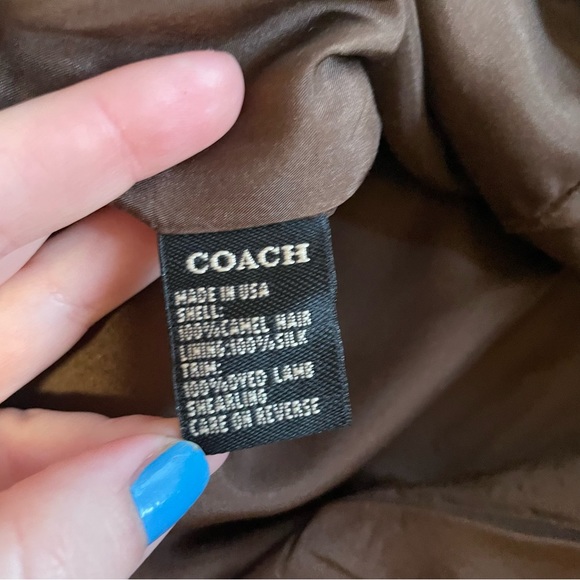 COACH
MADE IN USA
SHELL:
100%CAMEL HAIR
LINING:100%SILK
TRIM:
100%DYED LAMB
SHEARLING
CARE ON REVERSE